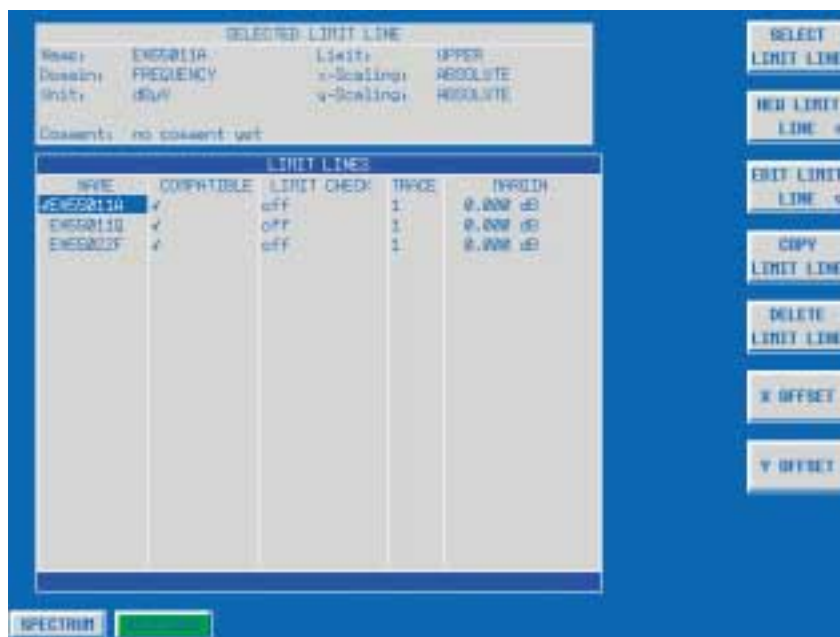 SELECTED LIMIT LINE
Name: EN55011A Limit: UPPER
Domain: FREQUENCY x-Scaling: ABSOLUTE
Unit: dBµV y-Scaling: ABSOLUTE
Comment: no comment yet
LIMIT LINES
NAME COMPATIBLE LIMIT CHECK TRACE MARGIN
✓EN55011A ✓ off 1 0.000 dB
EN55011Q ✓ off 1 0.000 dB
EN55022F ✓ off 1 0.000 dB
SELECT
LIMIT LINE
NEW LIMIT
LINE
EDIT LIMIT
LINE
COPY
LIMIT LINE
DELETE
LIMIT LINE
X OFFSET
Y OFFSET
SPECTRUM